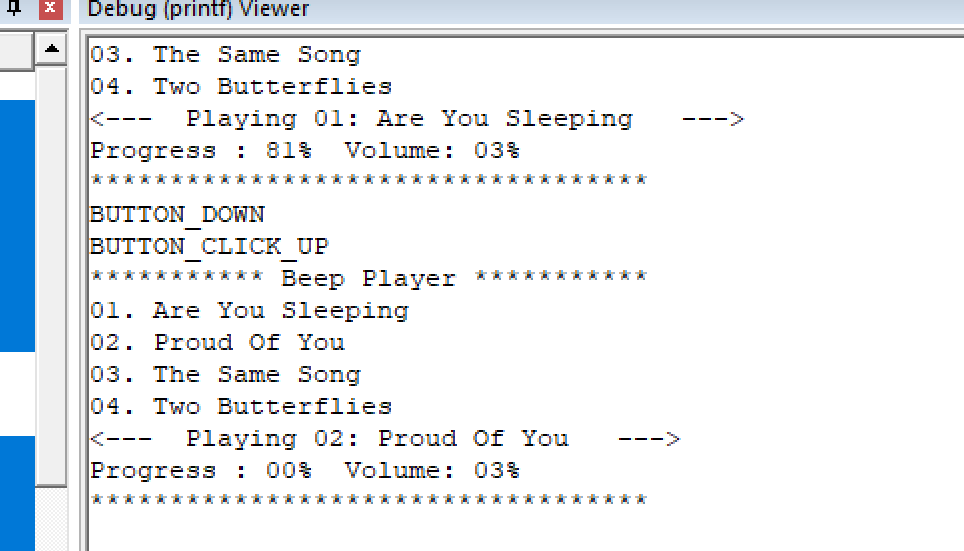 Debug (printf) Viewer
03. The Same Song
04. Two Butterflies
<---  Playing 01: Are You Sleeping   --->
Progress : 81%  Volume: 03%
***********************************
BUTTON_DOWN
BUTTON_CLICK_UP
*********** Beep Player ***********
01. Are You Sleeping
02. Proud Of You
03. The Same Song
04. Two Butterflies
<---  Playing 02: Proud Of You   --->
Progress : 00%  Volume: 03%
***********************************